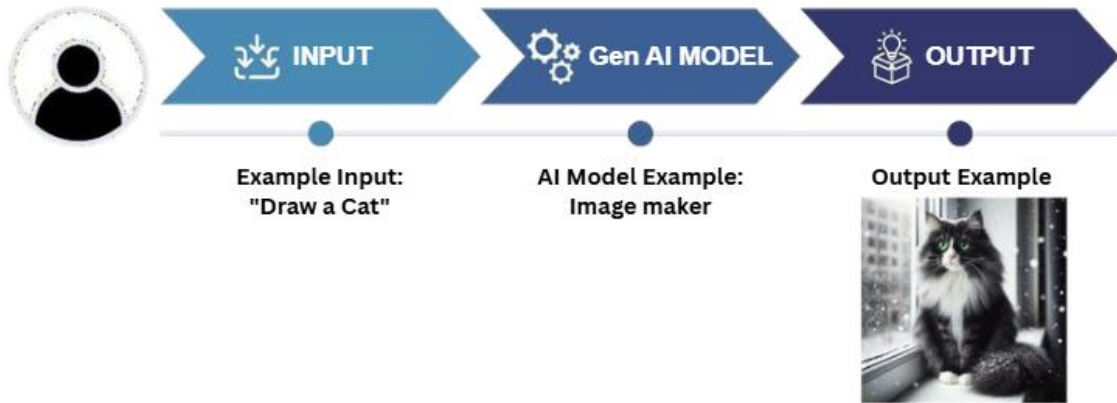 INPUT
Gen AI MODEL
OUTPUT
Example Input:
"Draw a Cat"
AI Model Example:
Image maker
Output Example